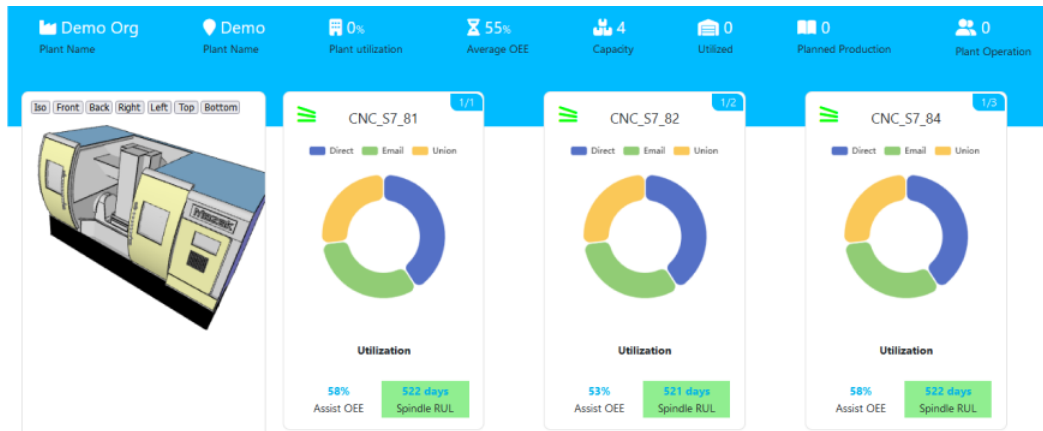 Demo Org
Plant Name
Demo
Plant Name
0%
Plant utilization
55%
Average OEE
4
Capacity
0
Utilized
0
Planned Production
0
Plant Operation
Iso Front Back Right Left Top Bottom
1/1
CNC_S7_81
Direct Email Union
Utilization
58%
Assist OEE
522 days
Spindle RUL
1/2
CNC_S7_82
Direct Email Union
Utilization
53%
Assist OEE
521 days
Spindle RUL
1/3
CNC_S7_84
Direct Email Union
Utilization
58%
Assist OEE
522 days
Spindle RUL